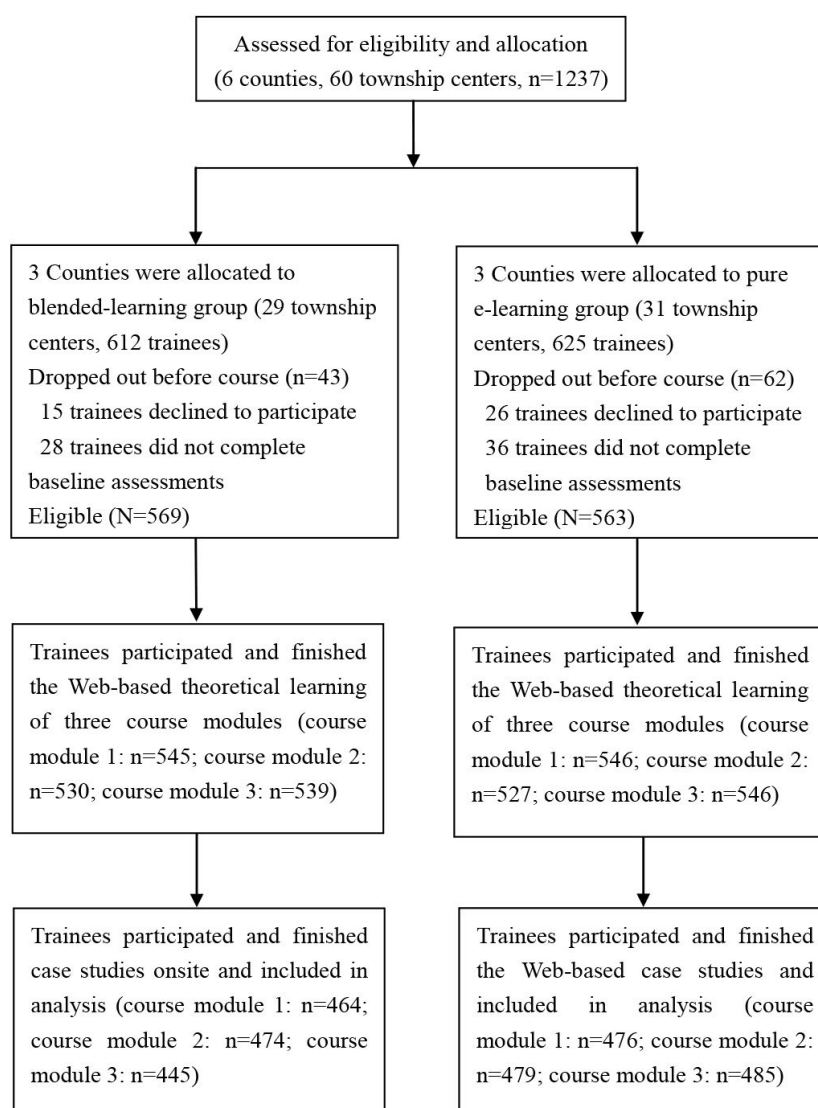 Assessed for eligibility and allocation
(6 counties, 60 township centers, n=1237)
3 Counties were allocated to
blended-learning group (29 township
centers, 612 trainees)
Dropped out before course (n=43)
15 trainees declined to participate
28 trainees did not complete
baseline assessments
Eligible (N=569)
3 Counties were allocated to pure
e-learning group (31 township
centers, 625 trainees)
Dropped out before course (n=62)
26 trainees declined to participate
36 trainees did not complete
baseline assessments
Eligible (N=563)
Trainees participated and finished
the Web-based theoretical learning
of three course modules (course
module 1: n=545; course module 2:
n=530; course module 3: n=539)
Trainees participated and finished
the Web-based theoretical learning
of three course modules (course
module 1: n=546; course module 2:
n=527; course module 3: n=546)
Trainees participated and finished
case studies onsite and included in
analysis (course module 1: n=464;
course module 2: n=474; course
module 3: n=445)
Trainees participated and finished
the Web-based case studies and
included in analysis (course
module 1: n=476; course module 2:
n=479; course module 3: n=485)